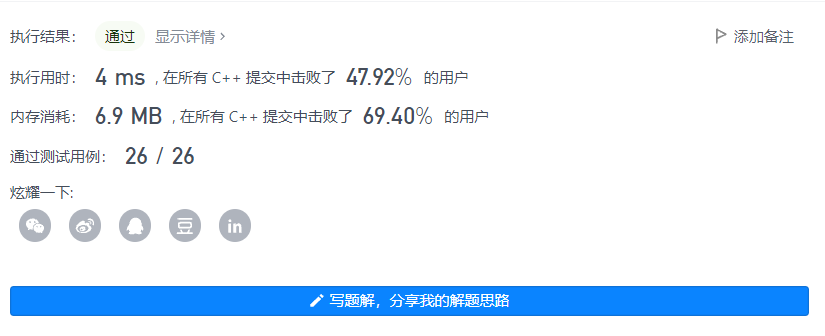 执行结果： 通过 显示详情 › 添加备注
执行用时： 4 ms , 在所有 C++ 提交中击败了 47.92% 的用户
内存消耗： 6.9 MB , 在所有 C++ 提交中击败了 69.40% 的用户
通过测试用例： 26 / 26
炫耀一下:
豆 in
写题解，分享我的解题思路